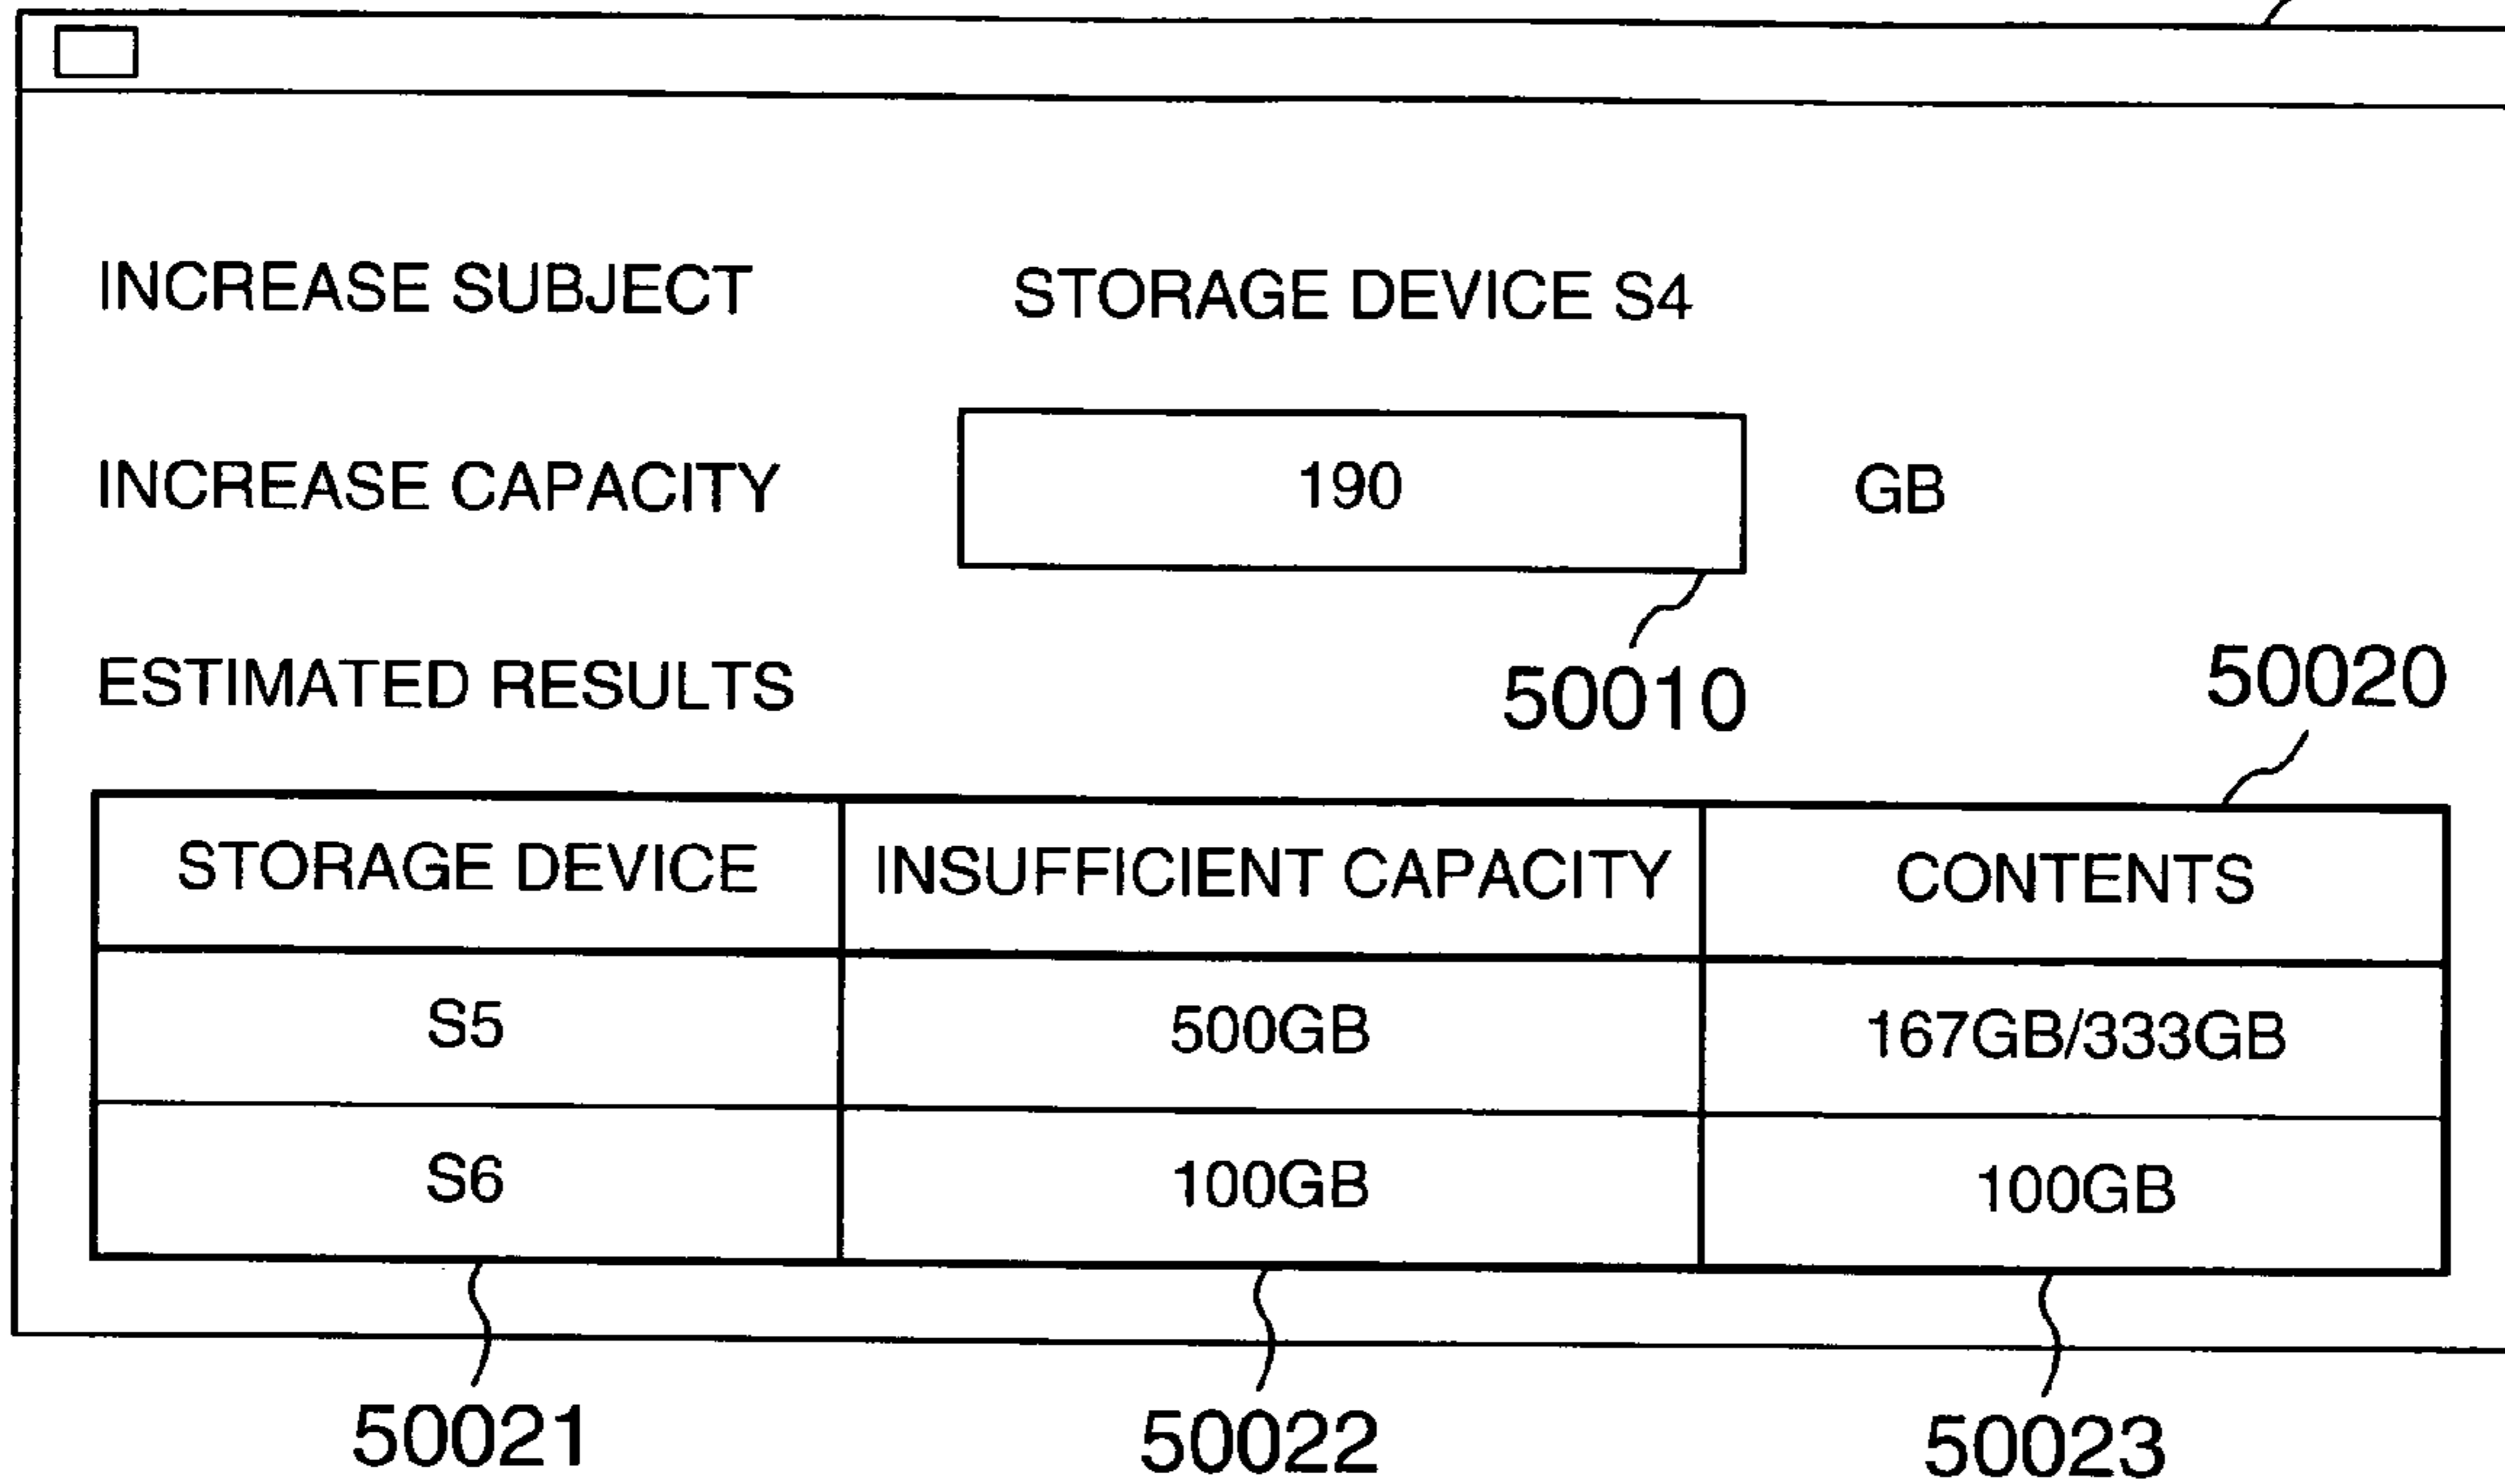 INCREASE SUBJECT STORAGE DEVICE S4
INCREASE CAPACITY 190 GB
50010
ESTIMATED RESULTS
50020
STORAGE DEVICE INSUFFICIENT CAPACITY CONTENTS
S5 500GB 167GB/333GB
S6 100GB 100GB
50021 50022 50023